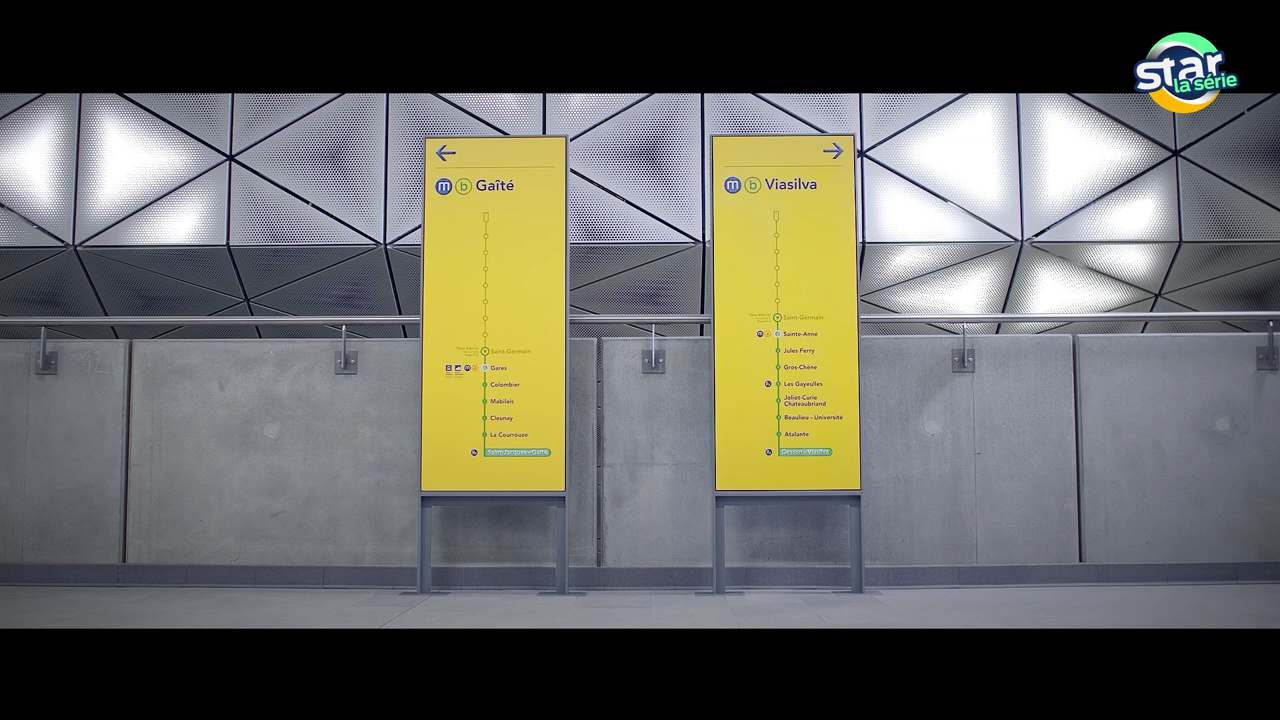 star
la série
←
m b Gaîté
Saint-Germain
Gares
Colombier
Mabilais
Cleunay
La Courrouze
Saint-Jacques – Gaîté
→
m b Viasilva
Saint-Germain
Sainte-Anne
Jules Ferry
Gros-Chêne
Les Gayeulles
Joliot-Curie
Chateaubriand
Beaulieu – Université
Atalante
Cesson – Viasilva